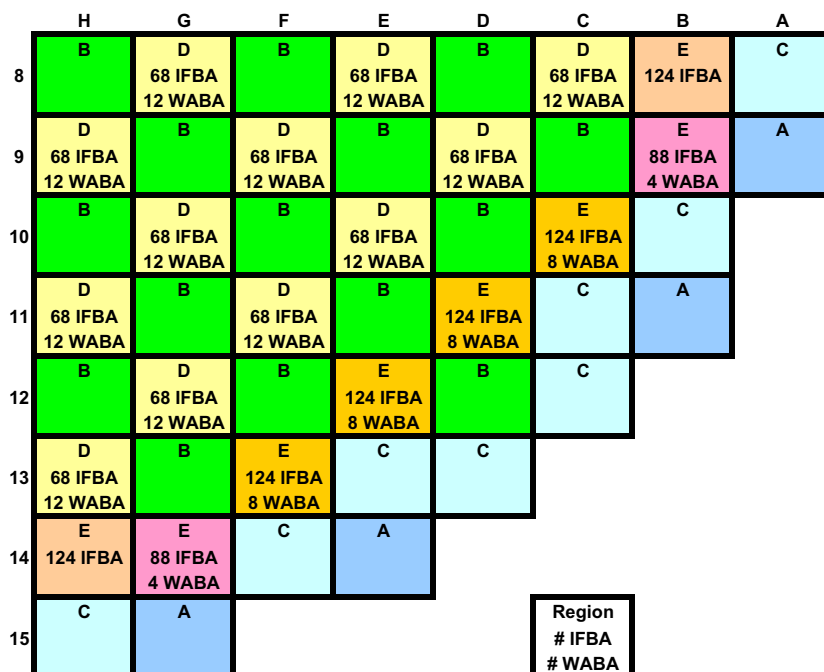 H G F E D C B A
8
B D B D B D E C
68 IFBA 68 IFBA 68 IFBA 124 IFBA
12 WABA 12 WABA 12 WABA
9
D B D B D B E A
68 IFBA 68 IFBA 68 IFBA 88 IFBA
12 WABA 12 WABA 12 WABA 4 WABA
10
B D B D B E C
68 IFBA 68 IFBA 124 IFBA
12 WABA 12 WABA 8 WABA
11
D B D B E C A
68 IFBA 68 IFBA 124 IFBA
12 WABA 12 WABA 8 WABA
12
B D B E B C
68 IFBA 124 IFBA
12 WABA 8 WABA
13
D B E C C
68 IFBA 124 IFBA
12 WABA 8 WABA
14
E E C A
124 IFBA 88 IFBA
4 WABA
15
C A
Region
# IFBA
# WABA